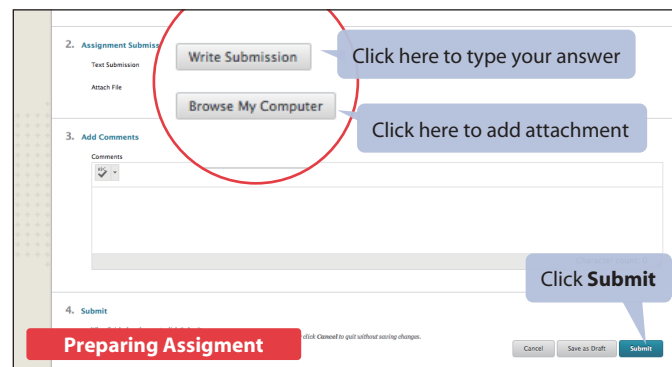 2. Assignment Submiss
Write Submission
Click here to type your answer
Text Submission
Attach File
Browse My Computer
Click here to add attachment
3. Add Comments
Comments
ABC
Click Submit
4. Submit
click Cancel to quit without saving changes.
Preparing Assigment
Cancel
Save as Draft
Submit